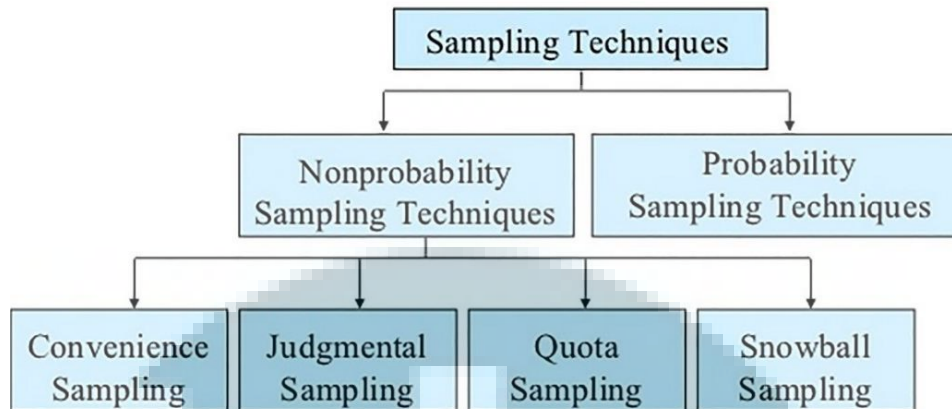 Sampling Techniques
Nonprobability
Sampling Techniques
Probability
Sampling Techniques
Convenience
Sampling
Judgmental
Sampling
Quota
Sampling
Snowball
Sampling